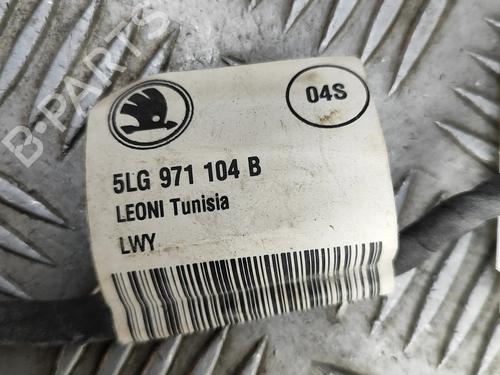 B-PARTS
04S
5LG 971 104 B
LEONI Tunisia
LWY